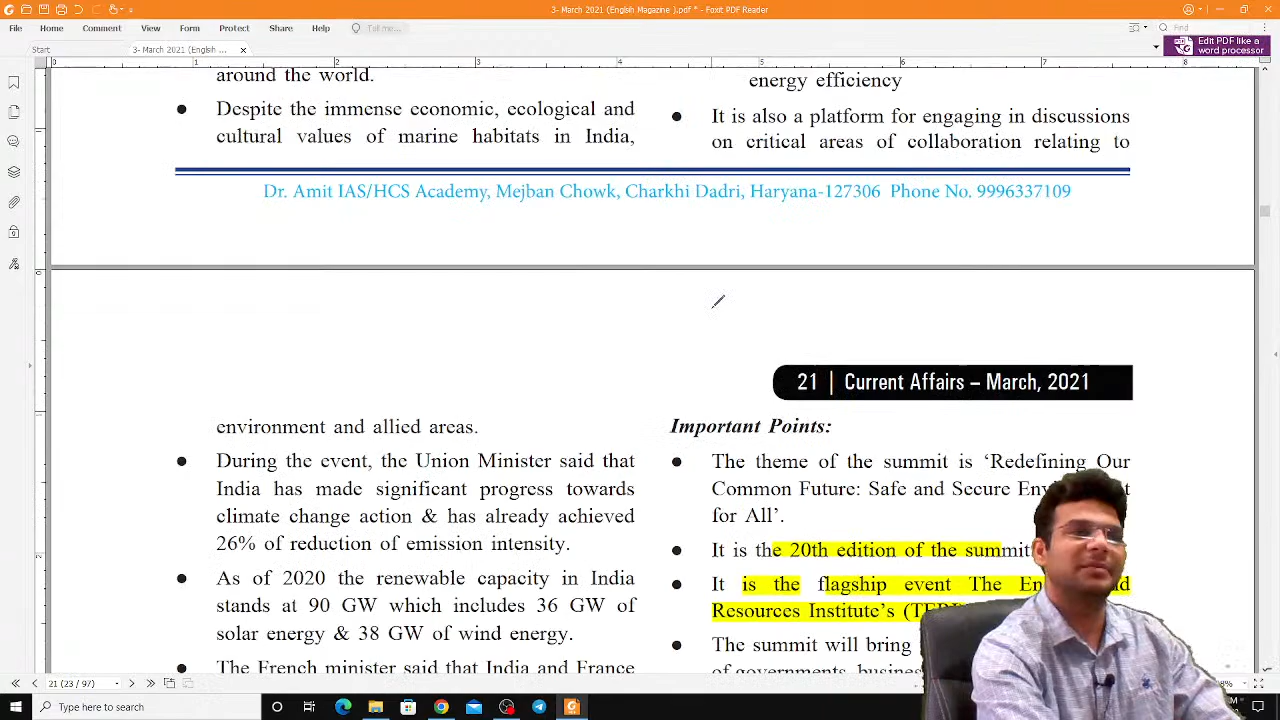 3- March 2021 (Englsih Magazine ).pdf * - Foxit PDF Reader
File
Home
Comment
View
Form
Protect
Share
Help
Tell me...
Find
Start
3- March 2021 (English ...
Edit PDF like a
word processor
around the world.
Despite the immense economic, ecological and
cultural values of marine habitats in India,
energy efficiency
It is also a platform for engaging in discussions
on critical areas of collaboration relating to
Dr. Amit IAS/HCS Academy, Mejban Chowk, Charkhi Dadri, Haryana-127306 Phone No. 9996337109
21 | Current Affairs – March, 2021
environment and allied areas.
During the event, the Union Minister said that
India has made significant progress towards
climate change action & has already achieved
26% of reduction of emission intensity.
As of 2020 the renewable capacity in India
stands at 90 GW which includes 36 GW of
solar energy & 38 GW of wind energy.
The French minister said that India and France
Important Points:
The theme of the summit is ‘Redefining Our
Common Future: Safe and Secure
for All’.
It is the 20th edition of the summit
It is the flagship event The
Resources Institute’s
The summit will bring
of governments, 
21 (23 / 97)
Type here to search